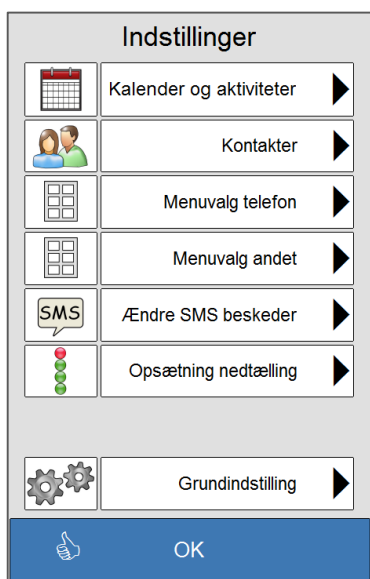 Indstillinger
Kalender og aktiviteter
Kontakter
Menuvalg telefon
Menuvalg andet
SMS Ændre SMS beskeder
Opsætning nedtælling
Grundindstilling
OK